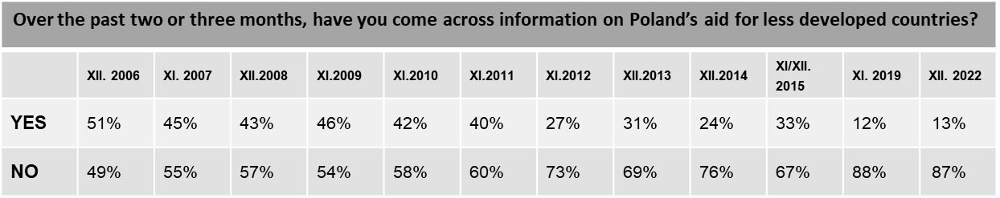 Over the past two or three months, have you come across information on Poland’s aid for less developed countries?
XII. 2006 XI. 2007 XII.2008 XI.2009 XI.2010 XI.2011 XI.2012 XII.2013 XII.2014 XI/XII. 2015 XI. 2019 XII. 2022
YES 51% 45% 43% 46% 42% 40% 27% 31% 24% 33% 12% 13%
NO 49% 55% 57% 54% 58% 60% 73% 69% 76% 67% 88% 87%